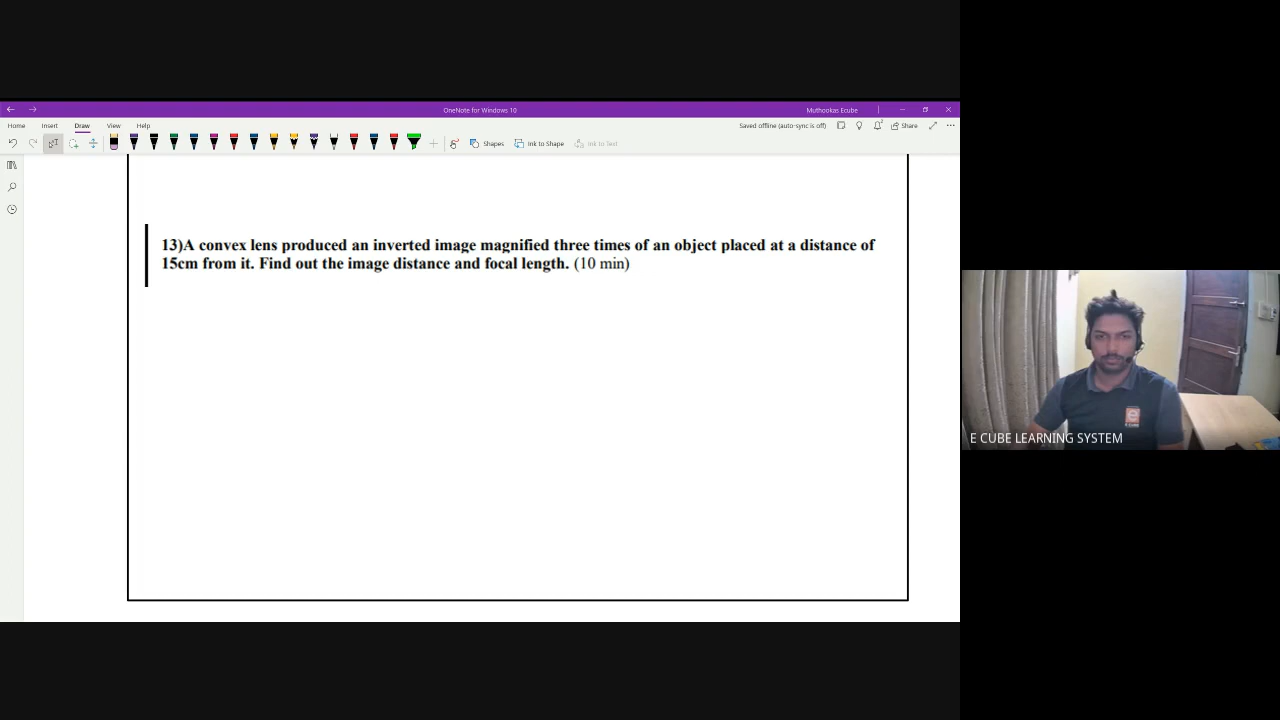 OneNote for Windows 10
Muthookas Ecube
Home Insert Draw View Help
Saved offline (auto-sync is off)
Share
Shapes
Ink to Shape
Ink to Text
13)A convex lens produced an inverted image magnified three times of an object placed at a distance of
15cm from it. Find out the image distance and focal length. (10 min)
E CUBE LEARNING SYSTEM